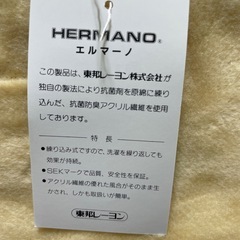 HERMANO®
エルマーノ
この製品は、東邦レーヨン株式会社が
独自の製法により抗菌剤を原綿に練り
込んだ、抗菌防臭アクリル繊維を使用
しております。
特長
●練り込み式ですので、洗濯を繰り返しても
効果が持続。
●SEKマークで品質、安全性を保証。
●アクリル繊維の優れた風合がそのまま生か
され、しかも取扱いが簡単。
東邦レーヨン